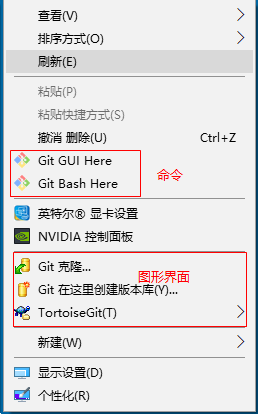 查看(V)
排序方式(O)
刷新(E)
粘贴(P)
粘贴快捷方式(S)
撤消 删除(U) Ctrl+Z
Git GUI Here
Git Bash Here
命令
英特尔® 显卡设置
NVIDIA 控制面板
Git 克隆...
图形界面
Git 在这里创建版本库(Y)...
TortoiseGit(T)
新建(W)
显示设置(D)
个性化(R)